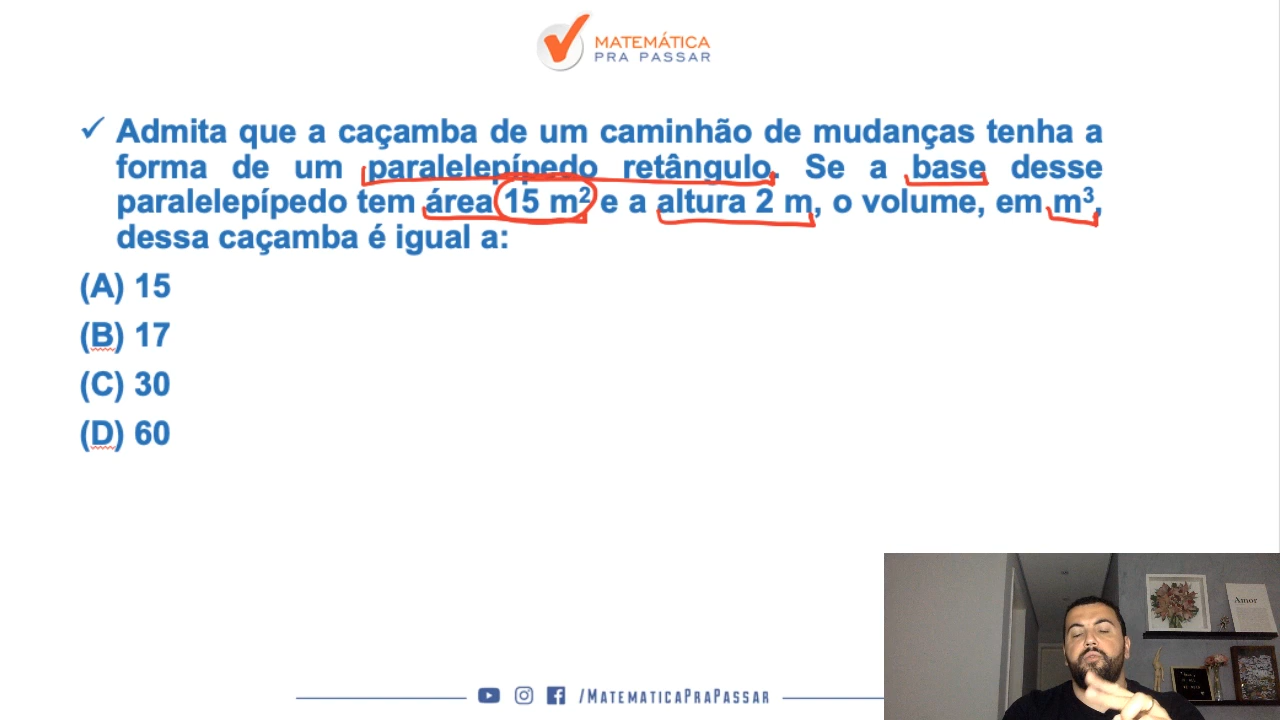 MATEMÁTICA
PRA PASSAR
✓ Admita que a caçamba de um caminhão de mudanças tenha a
forma de um paralelepípedo retângulo. Se a base desse
paralelepípedo tem área 15 m² e a altura 2 m, o volume, em m³,
dessa caçamba é igual a:
(A) 15
(B) 17
(C) 30
(D) 60
Amor
/MATEMATICAPRAPASSAR